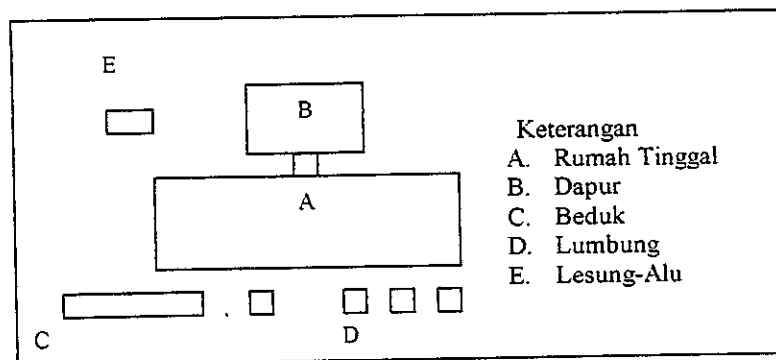 E
B
A
C
D
Keterangan
A. Rumah Tinggal
B. Dapur
C. Beduk
D. Lumbung
E. Lesung-Alu